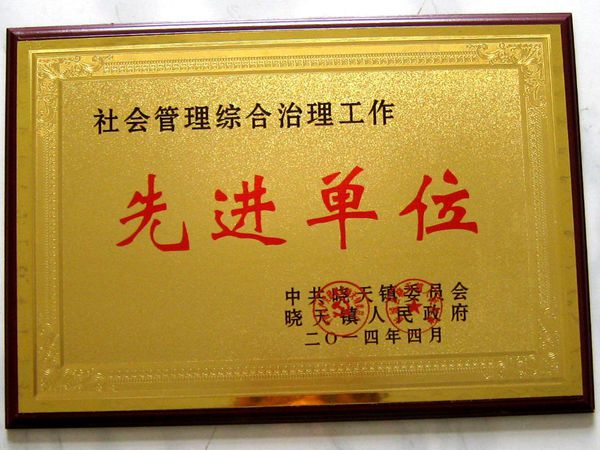 社会管理综合治理工作
先进单位
中共晓天镇委员会
晓天镇人民政府
二〇一四年四月